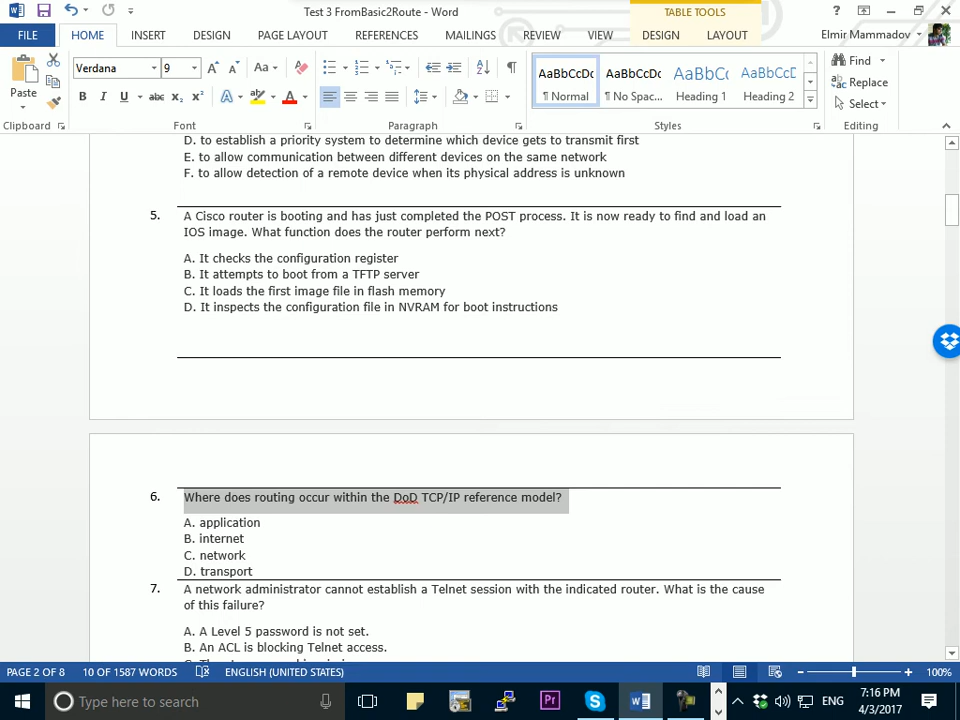 Test 3 FromBasic2Route - Word
TABLE TOOLS
?
FILE
HOME
INSERT
DESIGN
PAGE LAYOUT
REFERENCES
MAILINGS
REVIEW
VIEW
DESIGN
LAYOUT
Elmir Mammadov
Paste
Verdana
9
Aa
B I U abc x₂ x²
A
A
AaBbCcDc
AaBbCcDc
AaBbC
AaBbCcD
¶ Normal
¶ No Spac...
Heading 1
Heading 2
Find
Replace
Select
Clipboard
Font
Paragraph
Styles
Editing
D. to establish a priority system to determine which device gets to transmit first
E. to allow communication between different devices on the same network
F. to allow detection of a remote device when its physical address is unknown
5. A Cisco router is booting and has just completed the POST process. It is now ready to find and load an
IOS image. What function does the router perform next?
A. It checks the configuration register
B. It attempts to boot from a TFTP server
C. It loads the first image file in flash memory
D. It inspects the configuration file in NVRAM for boot instructions
6. Where does routing occur within the DoD TCP/IP reference model?
A. application
B. internet
C. network
D. transport
7. A network administrator cannot establish a Telnet session with the indicated router. What is the cause
of this failure?
A. A Level 5 password is not set.
B. An ACL is blocking Telnet access.
PAGE 2 OF 8
10 OF 1587 WORDS
ENGLISH (UNITED STATES)
100%
Type here to search
Pr
ENG
7:16 PM
4/3/2017